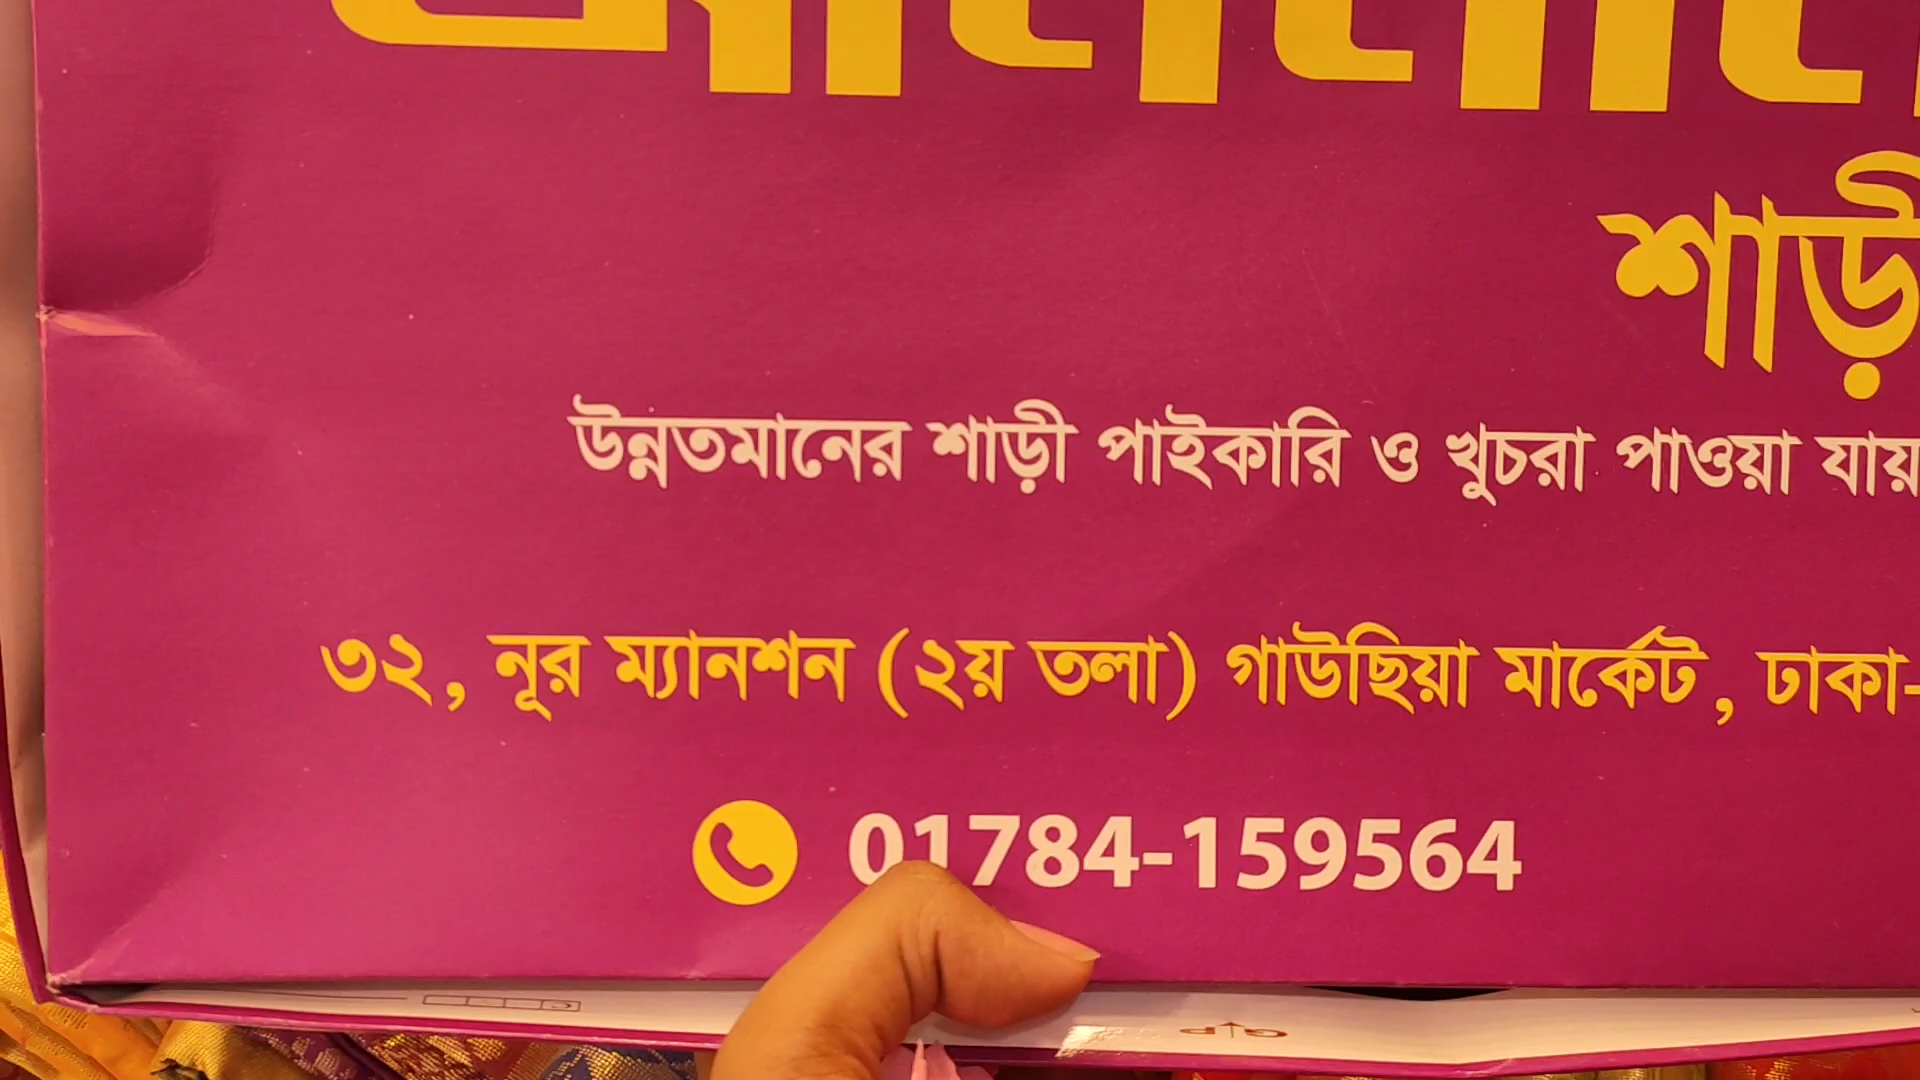 উন্নতমানের শাড়ী পাইকারি ও খুচরা পাওয়া যায়
৩২, নূর ম্যানশন (২য় তলা) গাউছিয়া মার্কেট, ঢাকা-
01784-159564